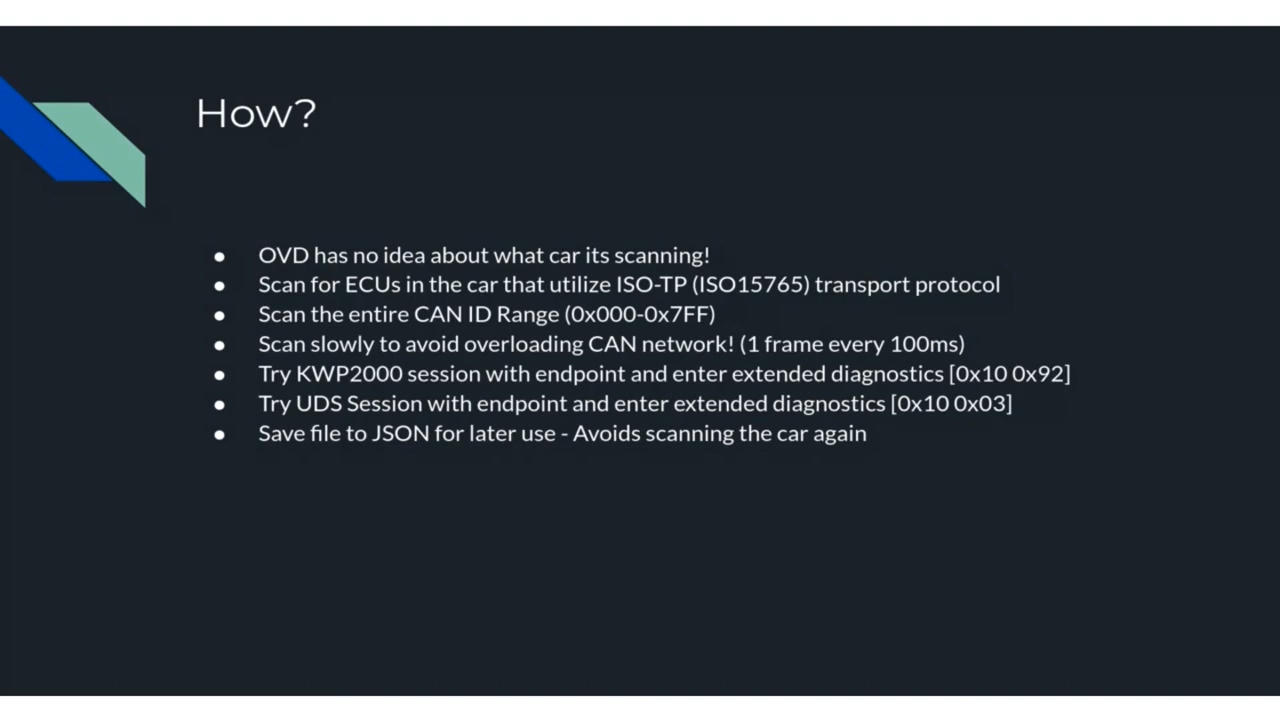 How?
● OVD has no idea about what car its scanning!
● Scan for ECUs in the car that utilize ISO-TP (ISO15765) transport protocol
● Scan the entire CAN ID Range (0x000-0x7FF)
● Scan slowly to avoid overloading CAN network! (1 frame every 100ms)
● Try KWP2000 session with endpoint and enter extended diagnostics [0x10 0x92]
● Try UDS Session with endpoint and enter extended diagnostics [0x10 0x03]
● Save file to JSON for later use - Avoids scanning the car again